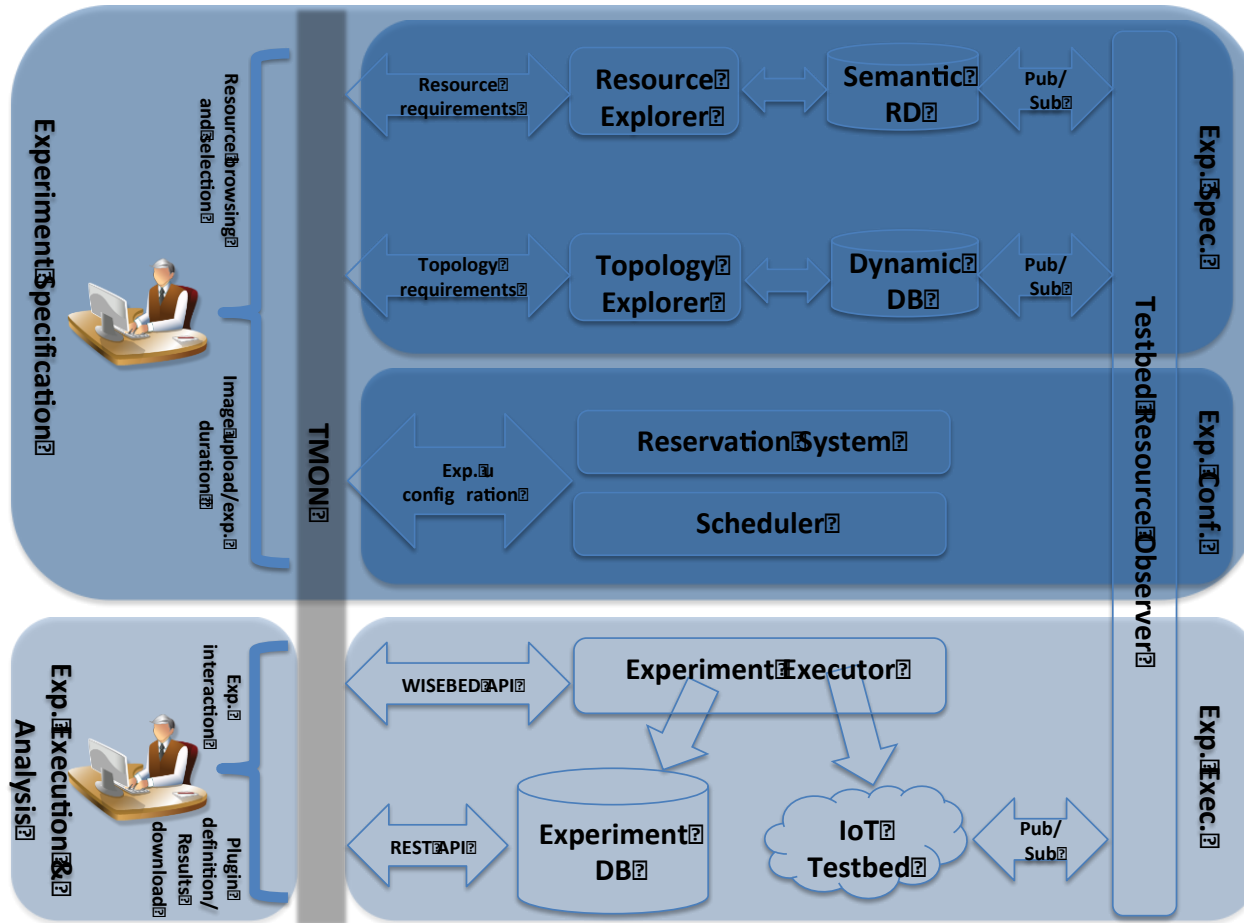 Experiment Specification
Resource browsing
and selection
Image upload/exp.
duration
TMON
Resource
requirements
Resource
Explorer
Semantic
RD
Pub/
Sub
Topology
requirements
Topology
Explorer
Dynamic
DB
Pub/
Sub
Exp. Spec.
Exp. u
config ration
Reservation System
Scheduler
Exp. Conf.
Testbed Resource Observer
Exp. Execution &
Analysis
Exp.
interaction
Plugin
definition/
Results
download
WISEBED API
Experiment Executor
REST API
Experiment
DB
IoT
Testbed
Pub/
Sub
Exp. Exec.